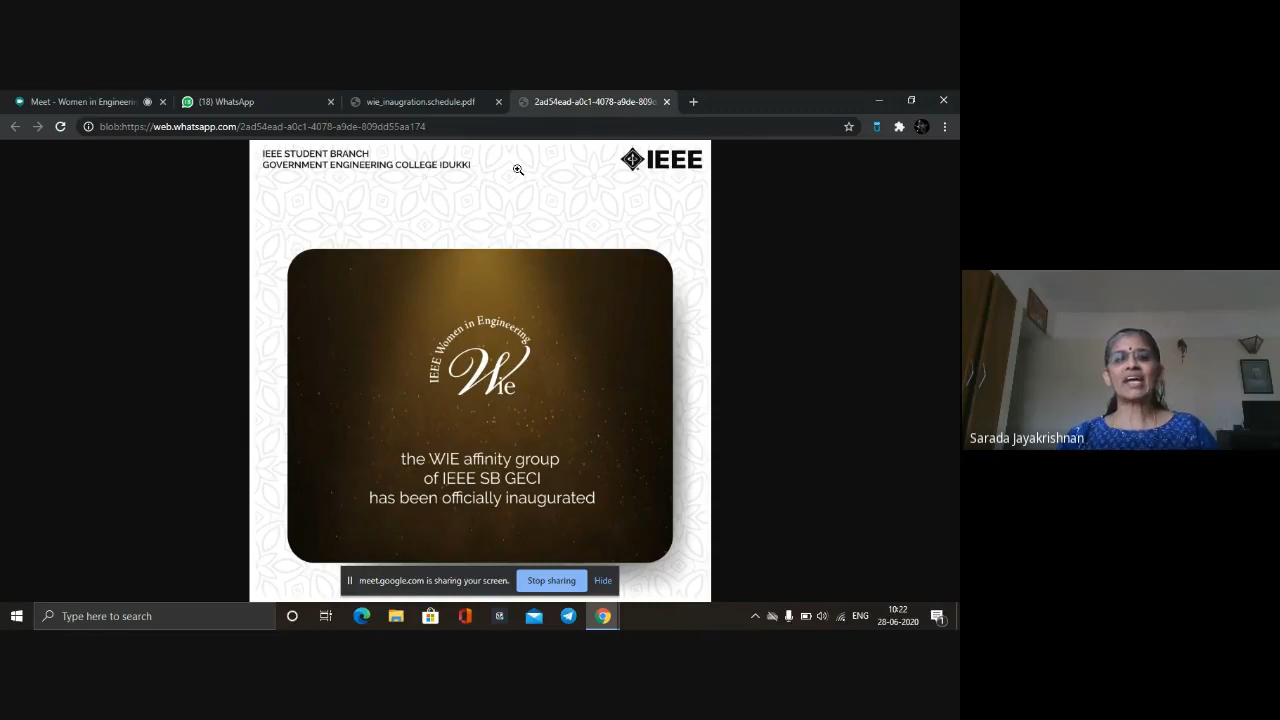 Meet - Women in Engineerin
(18) WhatsApp
wie_inaugration.schedule.pdf
2ad54ead-a0c1-4078-a9de-809d
blob:https://web.whatsapp.com/2ad54ead-a0c1-4078-a9de-809dd55aa174
IEEE STUDENT BRANCH
GOVERNMENT ENGINEERING COLLEGE IDUKKI
IEEE
IEEE Women in Engineering
Wie
the WIE affinity group
of IEEE SB GECI
has been officially inaugurated
Sarada Jayakrishnan
meet.google.com is sharing your screen.
Stop sharing
Hide
Type here to search
ENG
10:22
28-06-2020
1